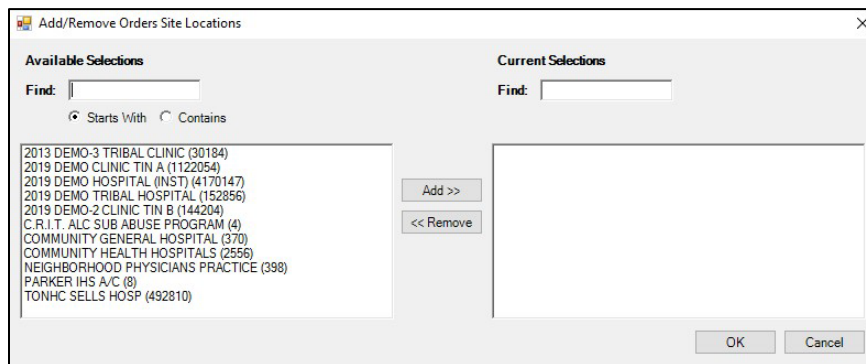 Add/Remove Orders Site Locations
Available Selections
Current Selections
Find:
Find:
Starts With
Contains
2013 DEMO-3 TRIBAL CLINIC (30184)
2019 DEMO CLINIC TIN A (1122054)
2019 DEMO HOSPITAL (INST) (4170147)
2019 DEMO TRIBAL HOSPITAL (152856)
2019 DEMO-2 CLINIC TIN B (144204)
C.R.I.T. ALC SUB ABUSE PROGRAM (4)
COMMUNITY GENERAL HOSPITAL (370)
COMMUNITY HEALTH HOSPITALS (2556)
NEIGHBORHOOD PHYSICIANS PRACTICE (398)
PARKER IHS A/C (8)
TONHC SELLS HOSP (492810)
Add >>
<< Remove
OK
Cancel